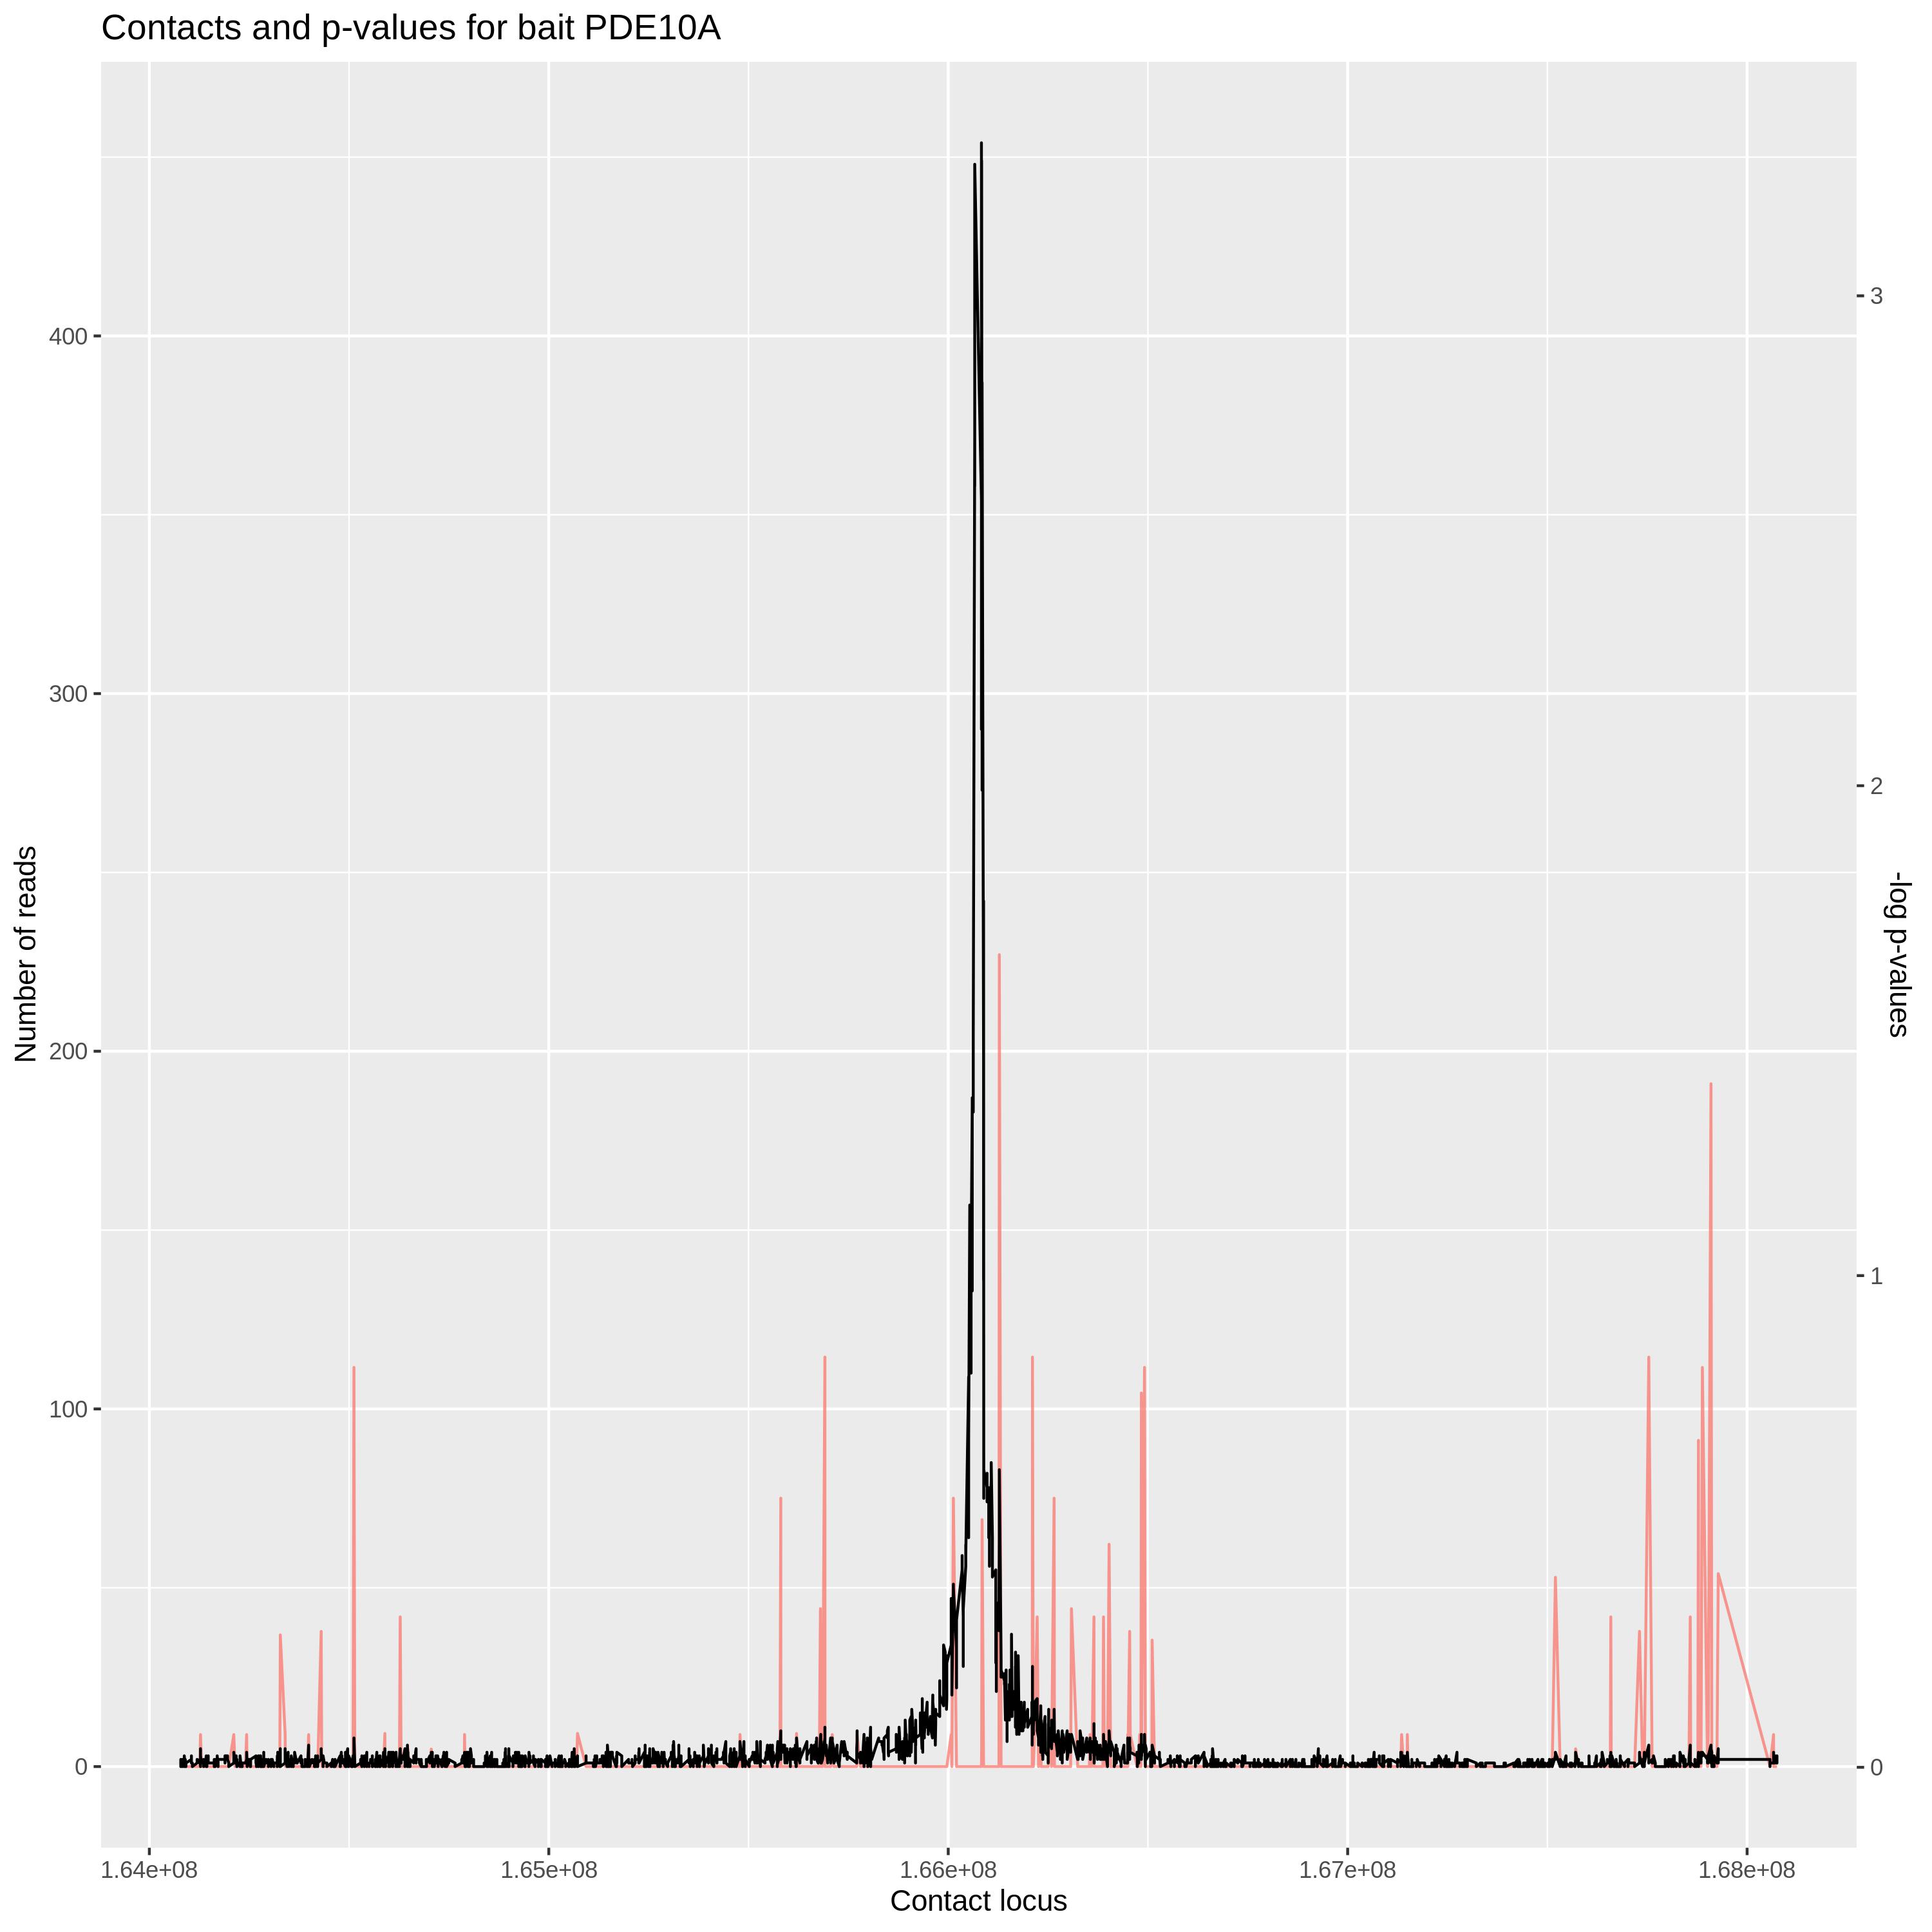 Contacts and p-values for bait PDE10A
Number of reads
400
300
200
100
0
3
2
1
0
-log p-values
1.64e+08
1.65e+08
1.66e+08
1.67e+08
1.68e+08
Contact locus